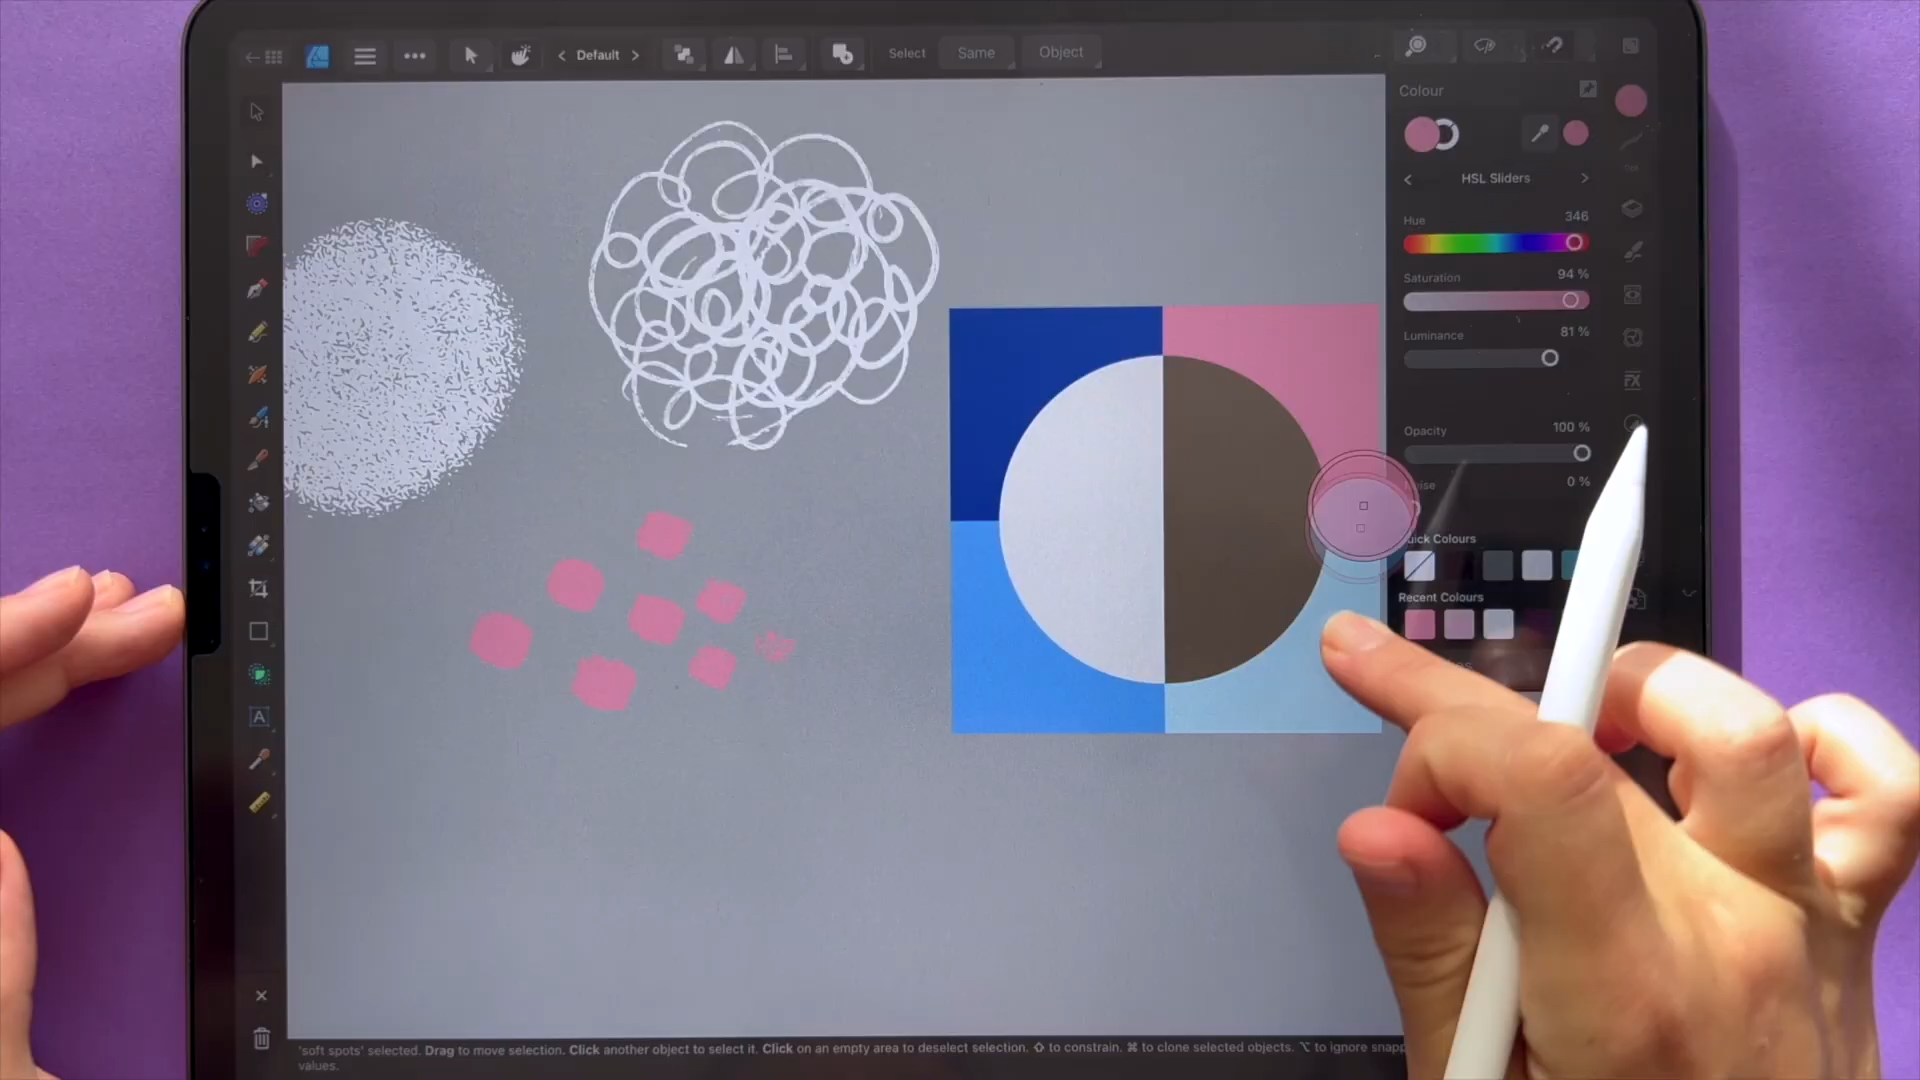 Default
Select
Same
Object
Colour
HSL Sliders
Hue
346
Saturation
94 %
Luminance
81 %
Opacity
100 %
0 %
Colours
Recent Colours
FX
A
'soft spots' selected. Drag to move selection. Click another object to select it. Click on an empty area to deselect selection. ⇧ to constrain. ⌘ to clone selected objects. ⌥ to ignore
values.